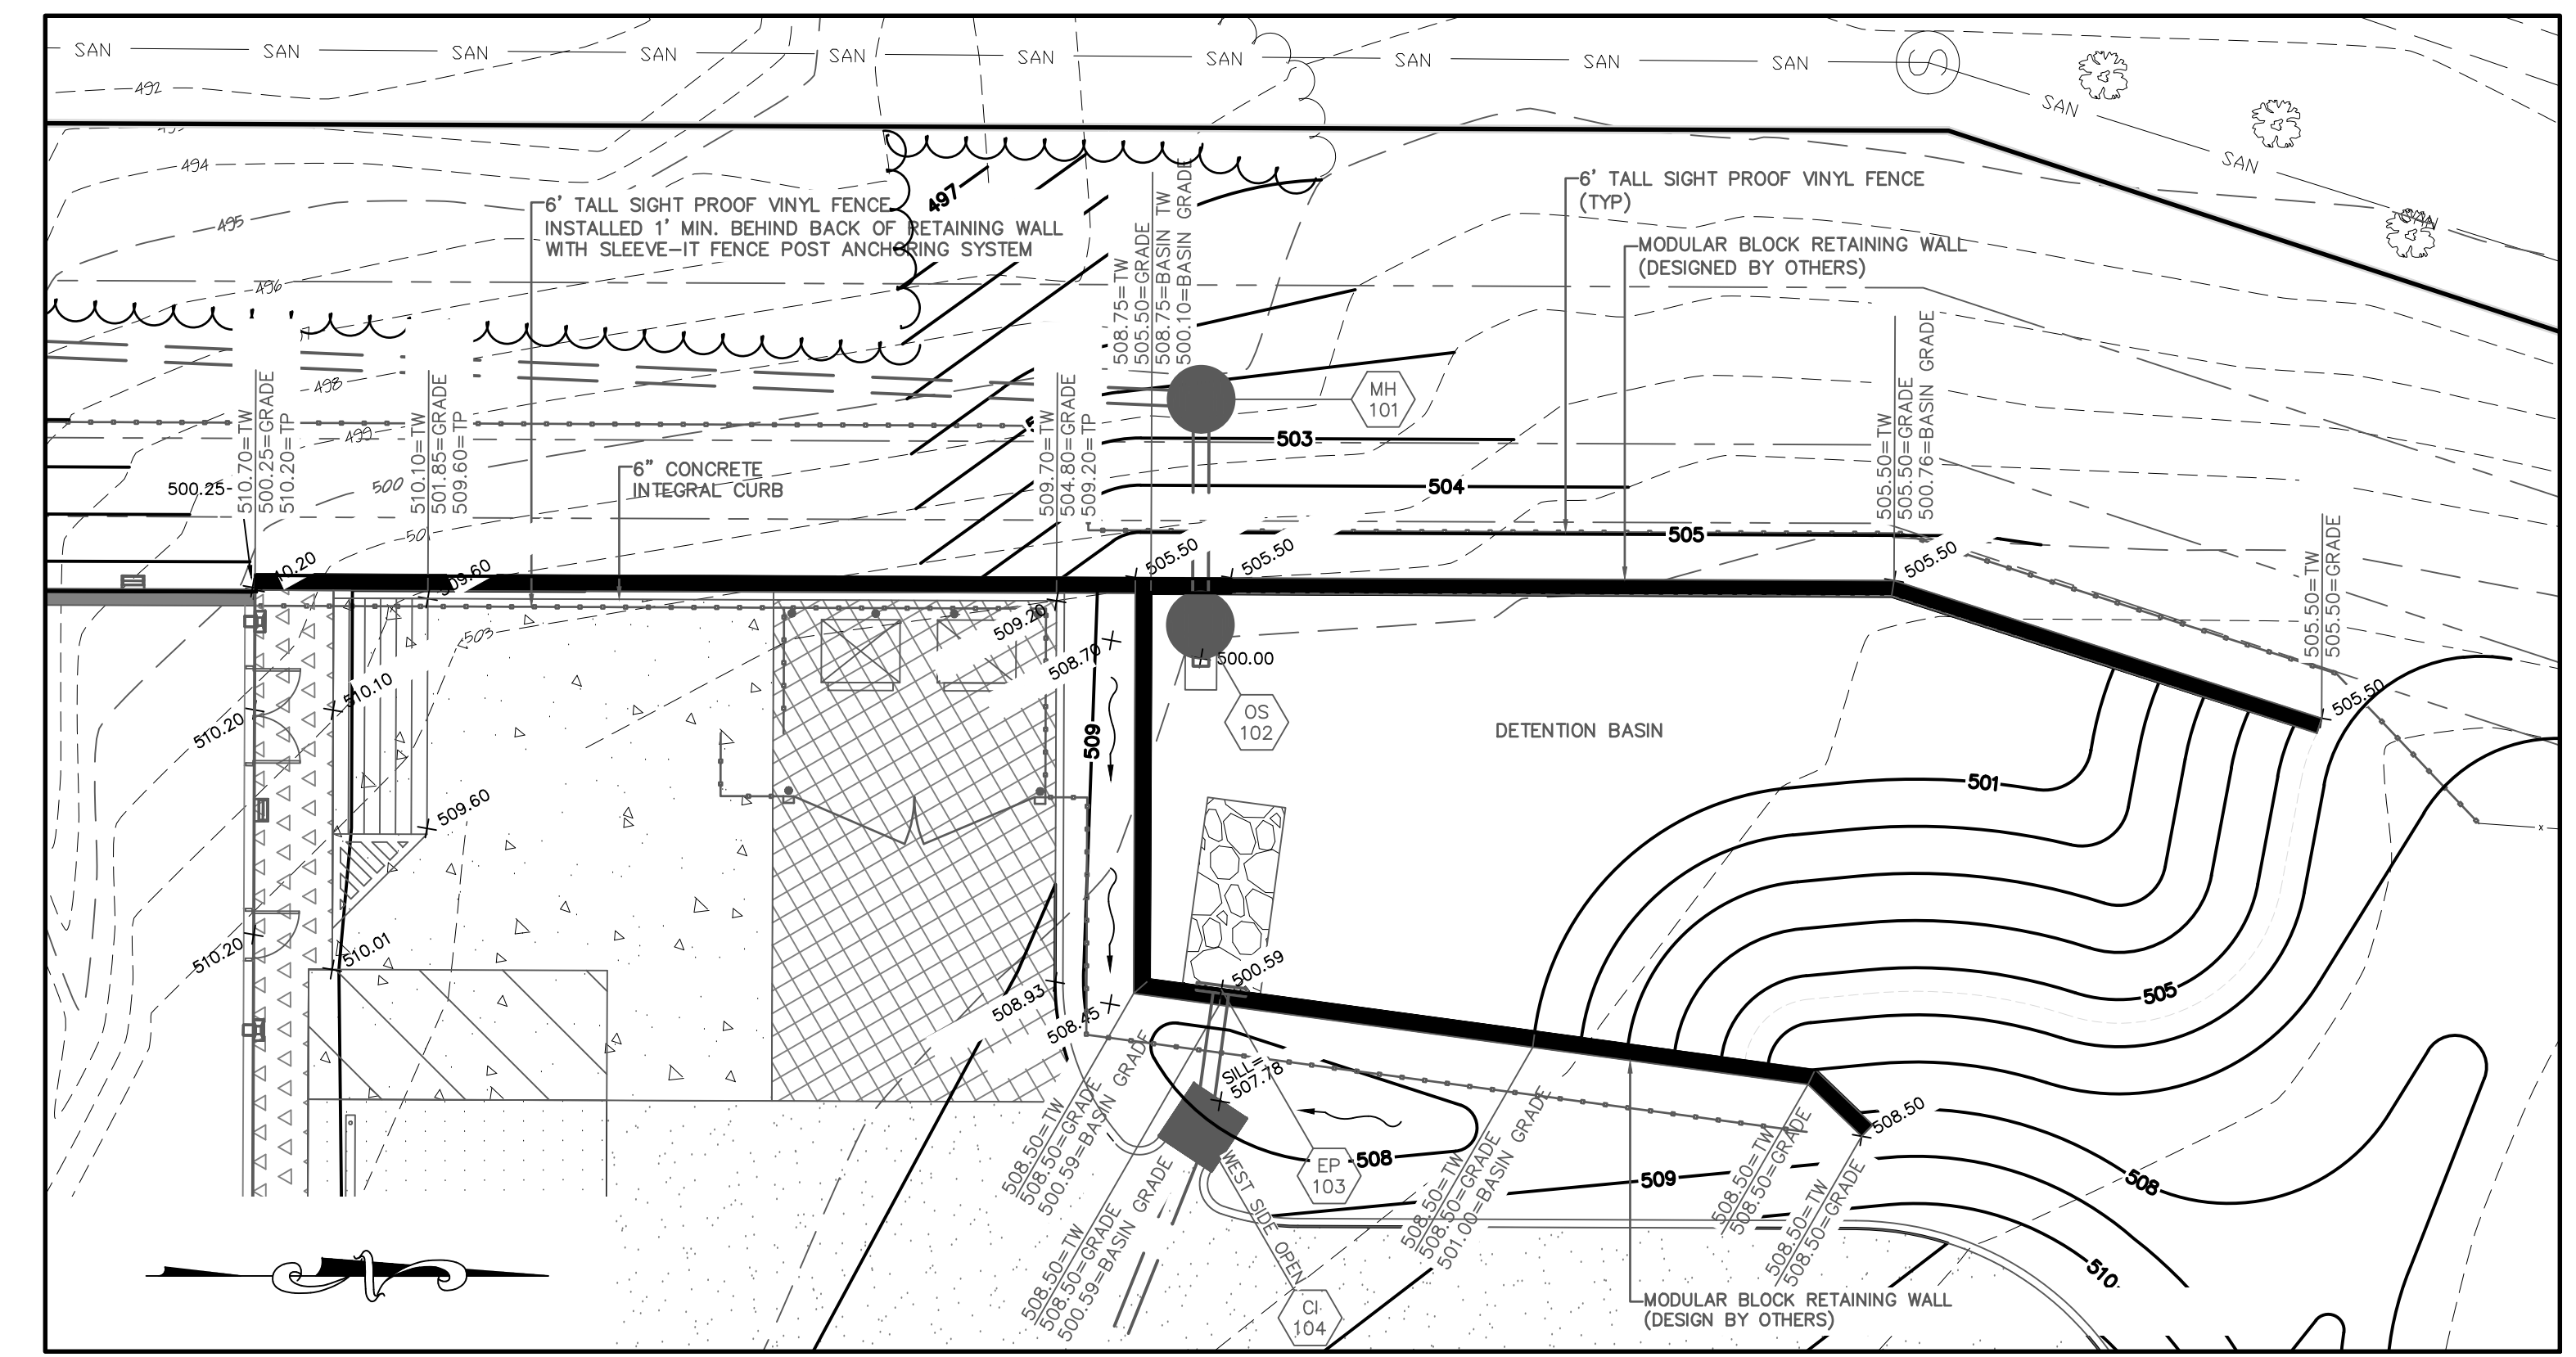 SAN SAN SAN SAN SAN SAN SAN SAN SAN SAN
SAN
SAN
492
494
495
496
498
499
500
503
497
6' TALL SIGHT PROOF VINYL FENCE
INSTALLED 1' MIN. BEHIND BACK OF RETAINING WALL
WITH SLEEVE-IT FENCE POST ANCHORING SYSTEM
6' TALL SIGHT PROOF VINYL FENCE
(TYP)
MODULAR BLOCK RETAINING WALL
(DESIGNED BY OTHERS)
508.75=TW
505.50=GRADE
508.75=BASIN TW
500.10=BASIN GRADE
MH
101
503
504
505
505.50=TW
505.50=GRADE
500.76=BASIN GRADE
505.50=TW
505.50=GRADE
510.70=TW
500.25=GRADE
510.20=TP
510.10=TW
501.85=GRADE
509.60=TP
509.70=TW
504.80=GRADE
509.20=TP
6" CONCRETE
INTEGRAL CURB
500.25
509.60
505.50
505.50
505.50
505.50
509.20
508.70
509
500.00
OS
102
DETENTION BASIN
510.20
510.10
509.60
510.20
510.01
501
505
500.59
508.93
508.45
SILL=
507.78
508.50=TW
508.50=GRADE
500.59=BASIN GRADE
508.50=TW
508.50=GRADE
500.59=BASIN GRADE
WEST SIDE OPEN
EP
103
508
CI
104
508.50=TW
508.50=GRADE
501.00=BASIN GRADE
509
508.50=TW
508.50=GRADE
508.50=TW
508.50=GRADE
508.50
508
510
MODULAR BLOCK RETAINING WALL
(DESIGN BY OTHERS)